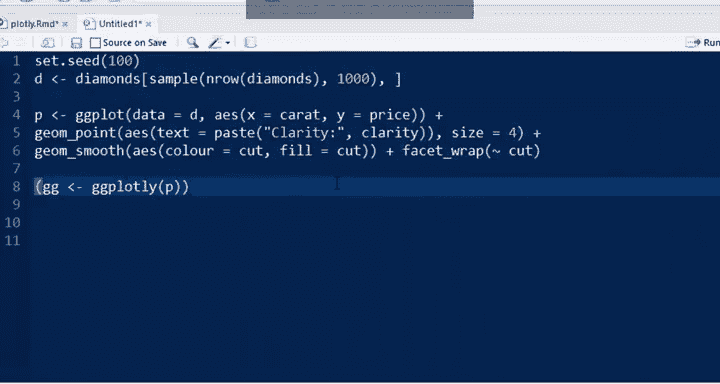 plotly.Rmd* × Untitled1* ×
Source on Save Run
1 set.seed(100)
2 d <- diamonds[sample(nrow(diamonds), 1000), ]
3
4 p <- ggplot(data = d, aes(x = carat, y = price)) +
5 geom_point(aes(text = paste("Clarity:", clarity)), size = 4) +
6 geom_smooth(aes(colour = cut, fill = cut)) + facet_wrap(~ cut)
7
8 (gg <- ggplotly(p))
9
10
11